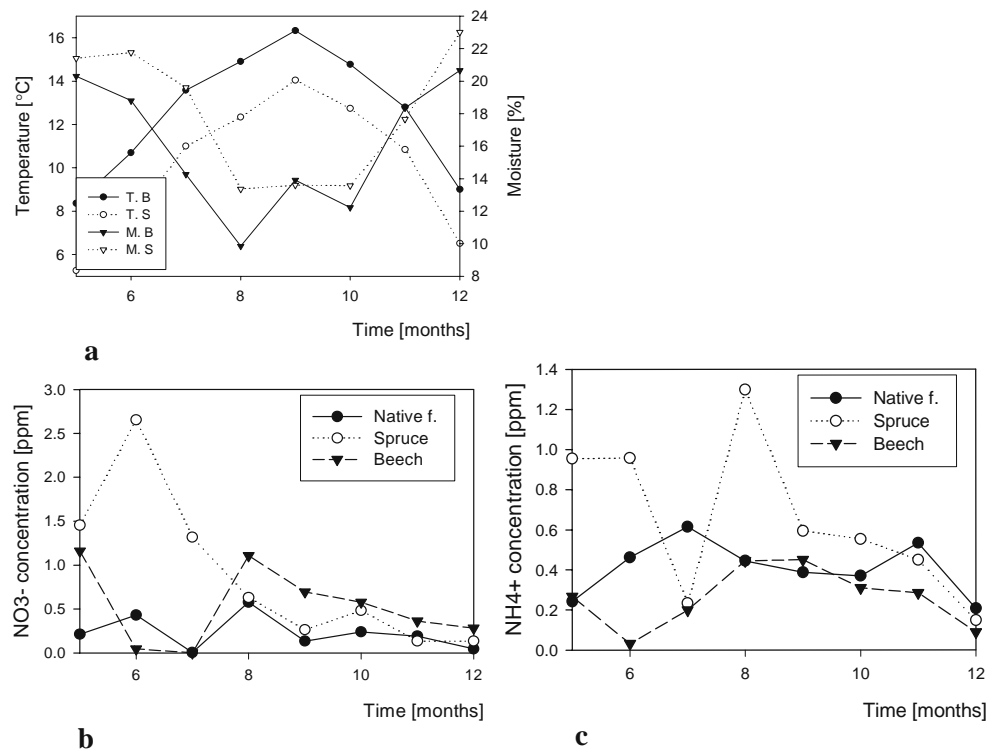 24
16
22
14
20
18
12
16
10
14
8
12
6
10
8
6
8
10
12
Temperature [°C]
Moisture [%]
T. B
T. S
M. B
M. S
Time [months]
a
3.0
2.5
2.0
1.5
1.0
0.5
0.0
6
8
10
12
NO3- concentration [ppm]
Native f.
Spruce
Beech
Time [months]
b
1.4
1.2
1.0
0.8
0.6
0.4
0.2
0.0
6
8
10
12
NH4+ concentration [ppm]
Native f.
Spruce
Beech
Time [months]
c